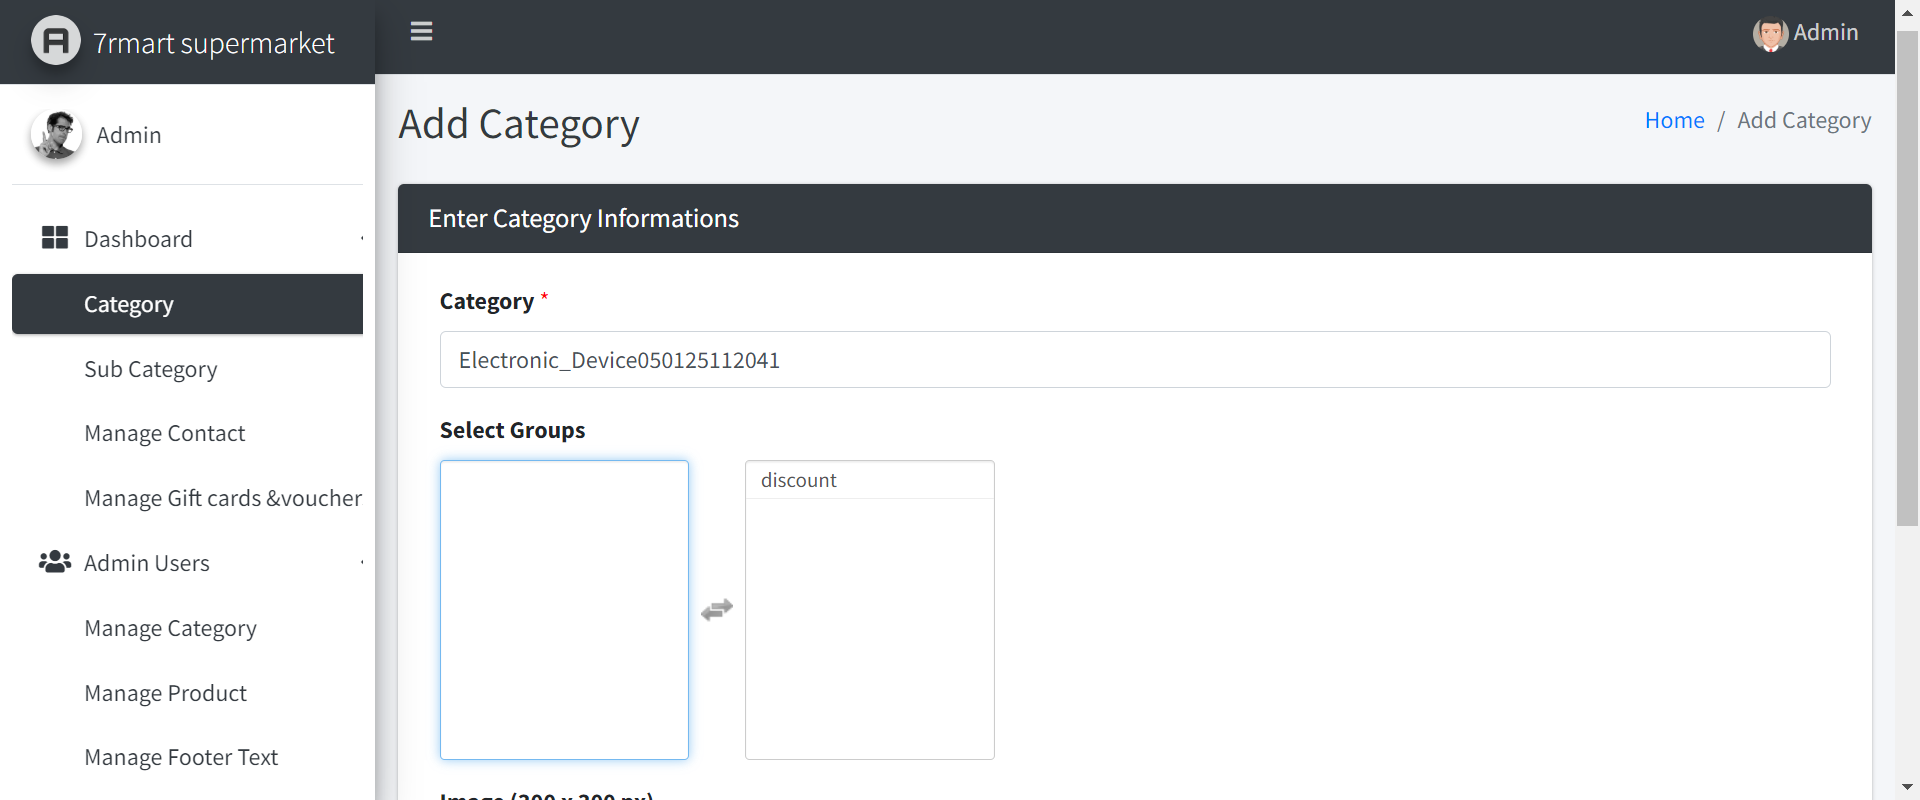 7rmart supermarket
Admin
Admin
Dashboard
Category
Sub Category
Manage Contact
Manage Gift cards &voucher
Admin Users
Manage Category
Manage Product
Manage Footer Text
Add Category
Home / Add Category
Enter Category Informations
Category *
Electronic_Device050125112041
Select Groups
discount